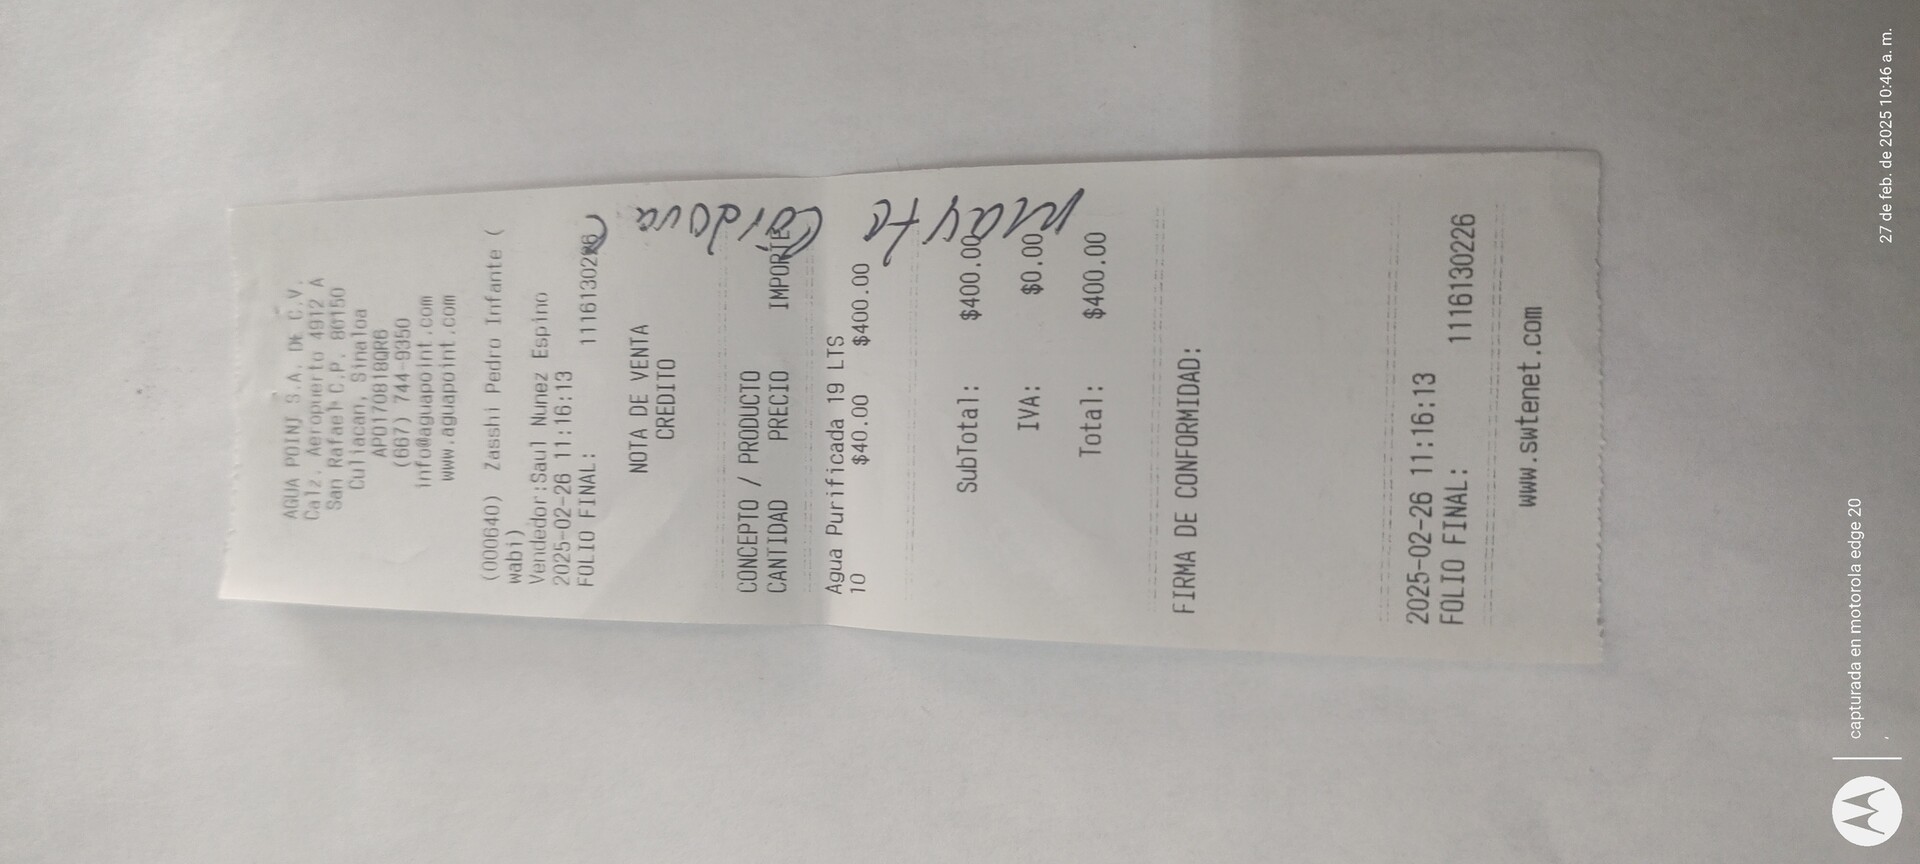 AGUA POINT S.A. DE C.V.
Calz. Aeropuerto 4912 A
San Rafael C.P. 80150
Culiacan, Sinaloa
APO170818QR6
(667) 744-9350
info@aguapoint.com
www.aguapoint.com
(000640) Zasshi Pedro Infante (
wabi)
Vendedor:Saul Nunez Espino
2025-02-26 11:16:13
FOLIO FINAL: 1116130226
NOTA DE VENTA
CREDITO
CONCEPTO / PRODUCTO
CANTIDAD PRECIO IMPORTE
Agua Purificada 19 LTS
10 $40.00 $400.00
SubTotal: $400.00
IVA: $0.00
Total: $400.00
mayte Cordova
FIRMA DE CONFORMIDAD:
2025-02-26 11:16:13
FOLIO FINAL: 1116130226
www.swtenet.com
capturada en motorola edge 20
27 de feb. de 2025 10:46 a. m.